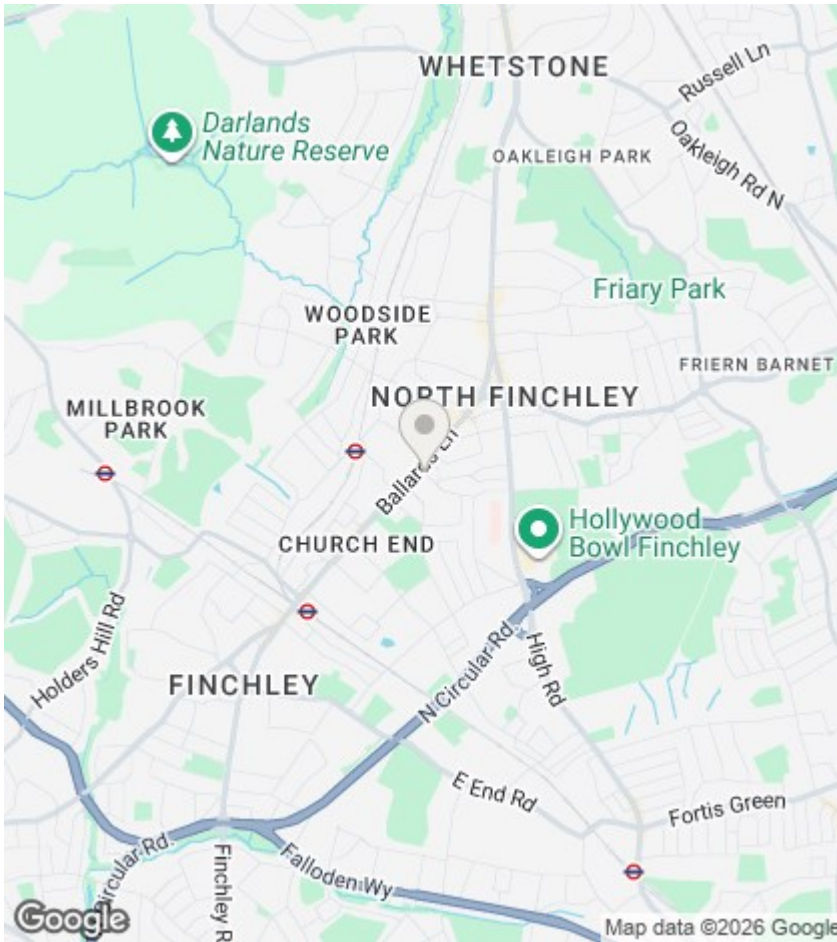 WHETSTONE
Russell Ln
Darlands
Nature Reserve
OAKLEIGH PARK
Oakleigh Rd N
Friary Park
WOODSIDE
PARK
FRIERN BARNET
NORTH FINCHLEY
MILLBROOK
PARK
Ballards Ln
Hollywood
Bowl Finchley
CHURCH END
Holders Hill Rd
N Circular Rd.
High Rd
FINCHLEY
E End Rd
Fortis Green
Circular Rd.
Finchley R
Falloden Wy
Google
Map data ©2026 Google